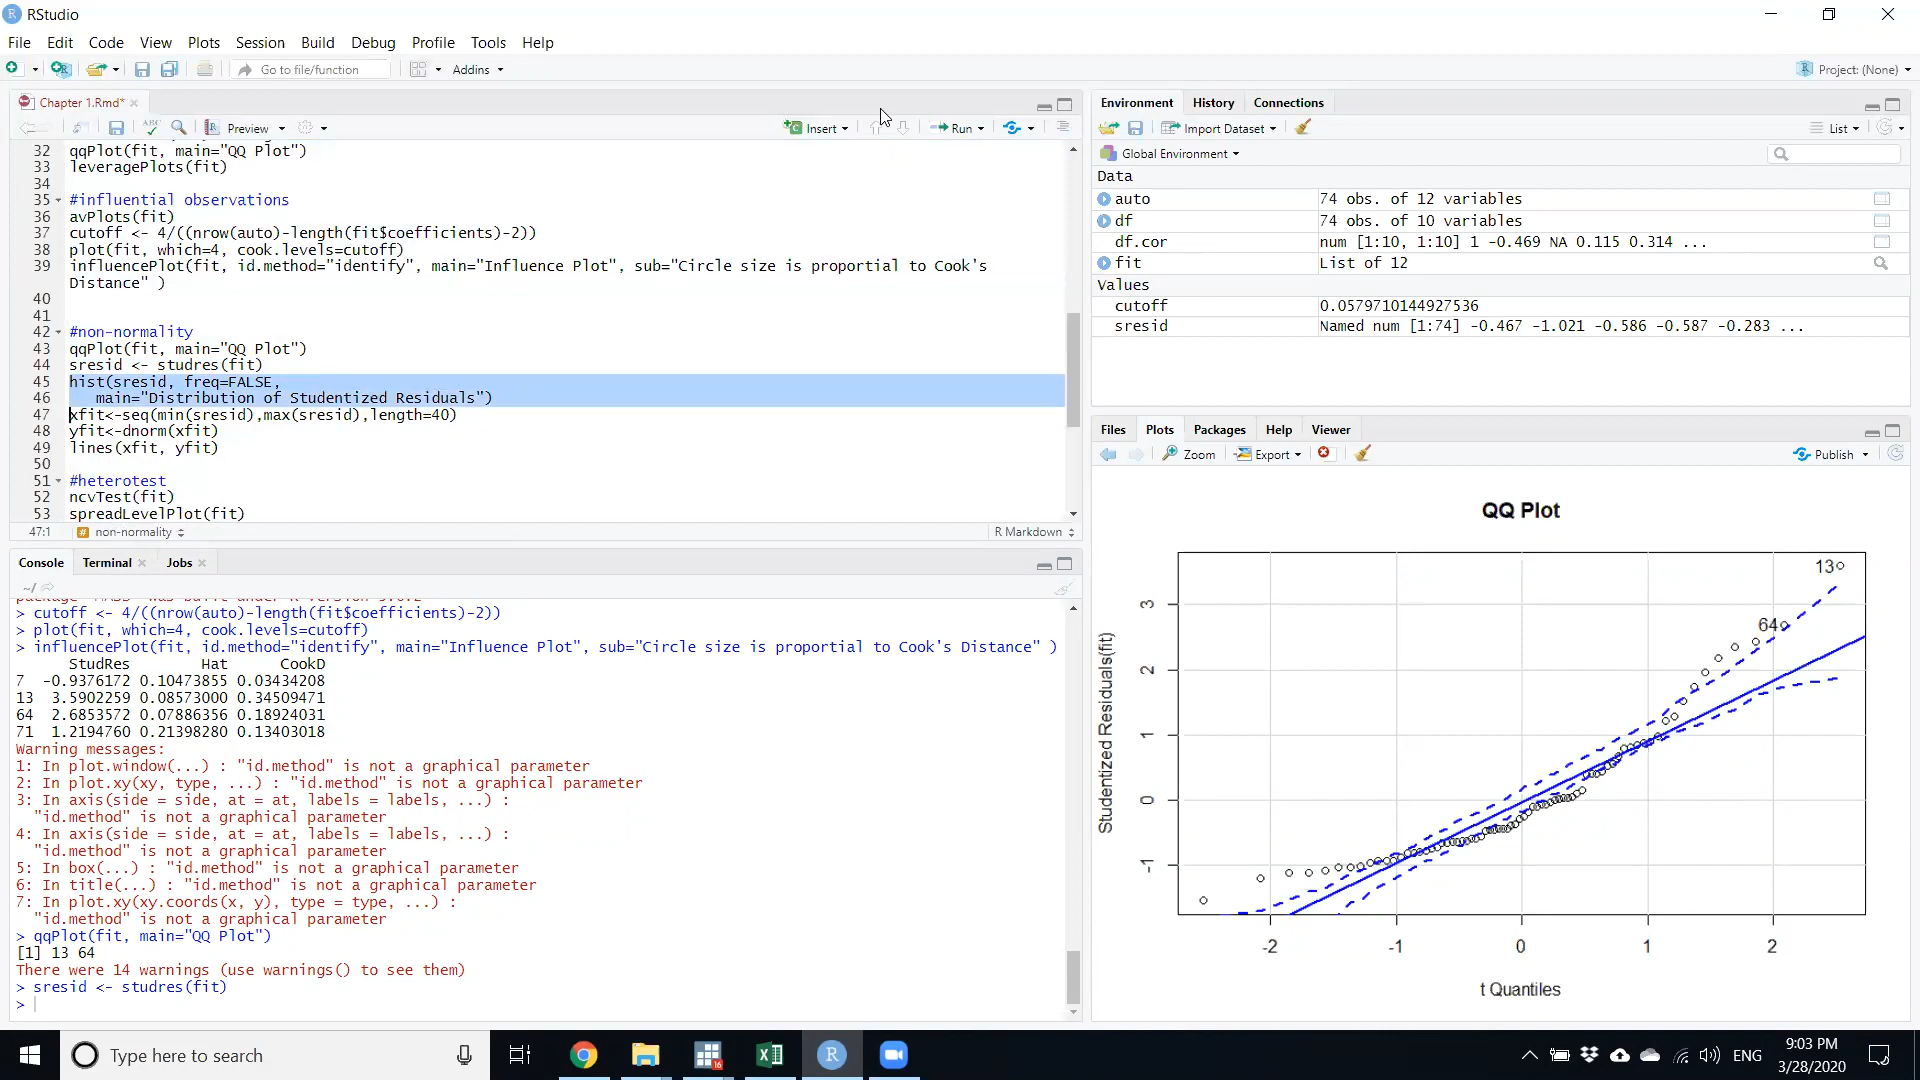 RStudio
File Edit Code View Plots Session Build Debug Profile Tools Help
Go to file/function Addins Project: (None)
Chapter 1.Rmd*
ABC Preview Insert Run
32 qqPlot(fit, main="QQ Plot")
33 leveragePlots(fit)
34
35 #influential observations
36 avPlots(fit)
37 cutoff <- 4/((nrow(auto)-length(fit$coefficients)-2))
38 plot(fit, which=4, cook.levels=cutoff)
39 influencePlot(fit, id.method="identify", main="Influence Plot", sub="Circle size is proportial to Cook's
Distance" )
40
41
42 #non-normality
43 qqPlot(fit, main="QQ Plot")
44 sresid <- studres(fit)
45 hist(sresid, freq=FALSE,
46 main="Distribution of Studentized Residuals")
47 xfit<-seq(min(sresid),max(sresid),length=40)
48 yfit<-dnorm(xfit)
49 lines(xfit, yfit)
50
51 #heterotest
52 ncvTest(fit)
53 spreadLevelPlot(fit)
47:1 # non-normality R Markdown
Console Terminal Jobs
~/
> cutoff <- 4/((nrow(auto)-length(fit$coefficients)-2))
> plot(fit, which=4, cook.levels=cutoff)
> influencePlot(fit, id.method="identify", main="Influence Plot", sub="Circle size is proportial to Cook's Distance" )
StudRes Hat CookD
7 -0.9376172 0.10473855 0.03434208
13 3.5902259 0.08573000 0.34509471
64 2.6853572 0.07886356 0.18924031
71 1.2194760 0.21398280 0.13403018
Warning messages:
1: In plot.window(...) : "id.method" is not a graphical parameter
2: In plot.xy(xy, type, ...) : "id.method" is not a graphical parameter
3: In axis(side = side, at = at, labels = labels, ...) :
"id.method" is not a graphical parameter
4: In axis(side = side, at = at, labels = labels, ...) :
"id.method" is not a graphical parameter
5: In box(...) : "id.method" is not a graphical parameter
6: In title(...) : "id.method" is not a graphical parameter
7: In plot.xy(xy.coords(x, y), type = type, ...) :
"id.method" is not a graphical parameter
> qqPlot(fit, main="QQ Plot")
[1] 13 64
There were 14 warnings (use warnings() to see them)
> sresid <- studres(fit)
>
Environment History Connections
Import Dataset List
Global Environment
Data
auto 74 obs. of 12 variables
df 74 obs. of 10 variables
df.cor num [1:10, 1:10] 1 -0.469 NA 0.115 0.314 ...
fit List of 12
Values
cutoff 0.0579710144927536
sresid Named num [1:74] -0.467 -1.021 -0.586 -0.587 -0.283 ...
Files Plots Packages Help Viewer
Zoom Export Publish
QQ Plot
13
64
3
2
1
0
-1
Studentized Residuals(fit)
-2 -1 0 1 2
t Quantiles
Type here to search
16
ENG
9:03 PM
3/28/2020